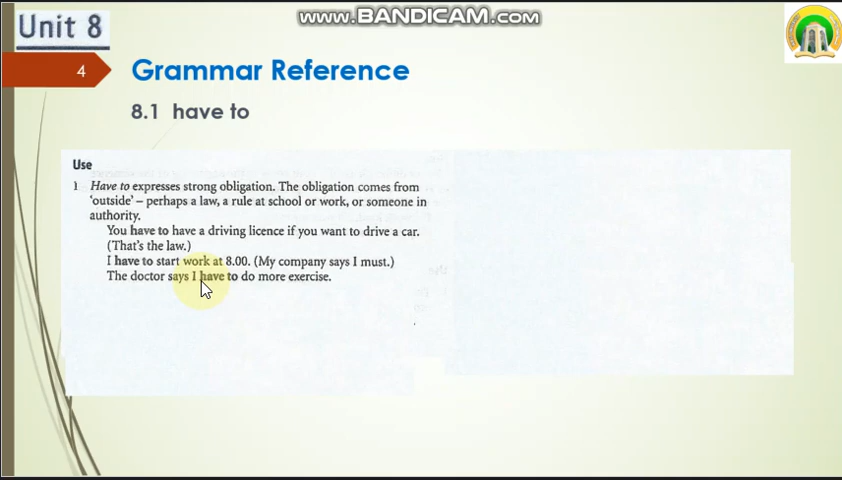 www.BANDICAM.com
Unit 8
4
Grammar Reference
8.1 have to
Use
1 Have to expresses strong obligation. The obligation comes from
‘outside’ – perhaps a law, a rule at school or work, or someone in
authority.
You have to have a driving licence if you want to drive a car.
(That’s the law.)
I have to start work at 8.00. (My company says I must.)
The doctor says I have to do more exercise.